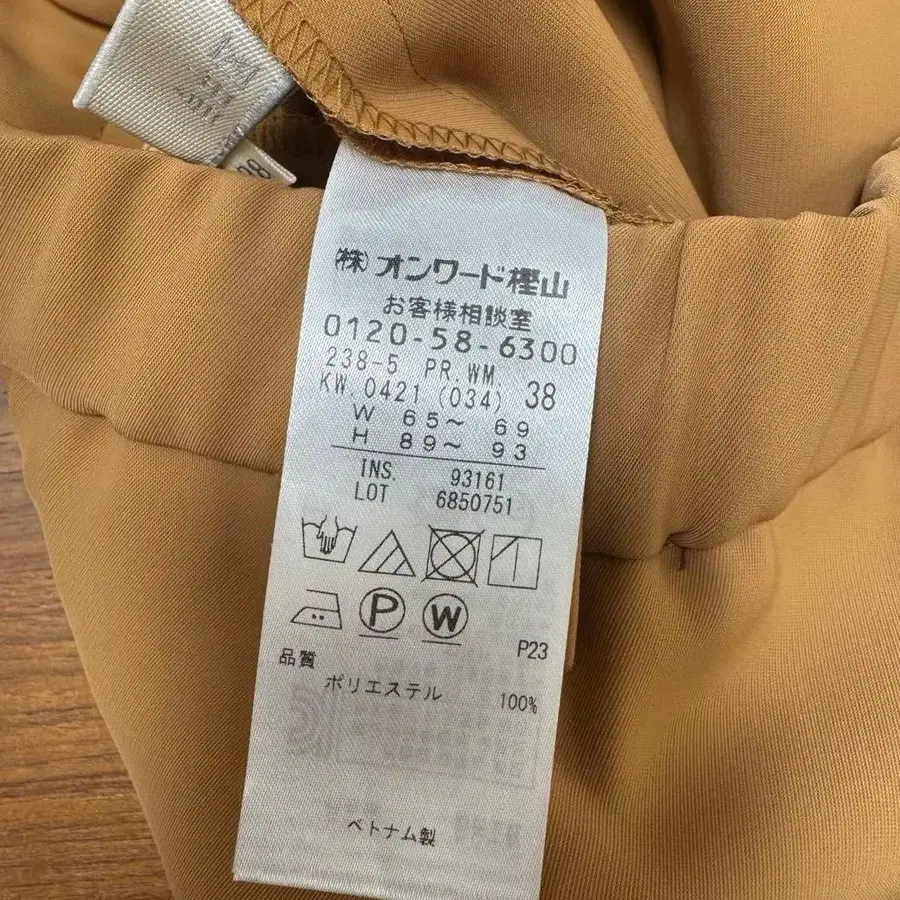 ㈱オンワード樫山
お客様相談室
0120-58-6300
238-5 PR.WM.
KW.0421(034) 38
W 65～ 69
H 89～ 93
INS. 93161
LOT 6850751
P W
P23
品質
ポリエステル 100%
ベトナム製